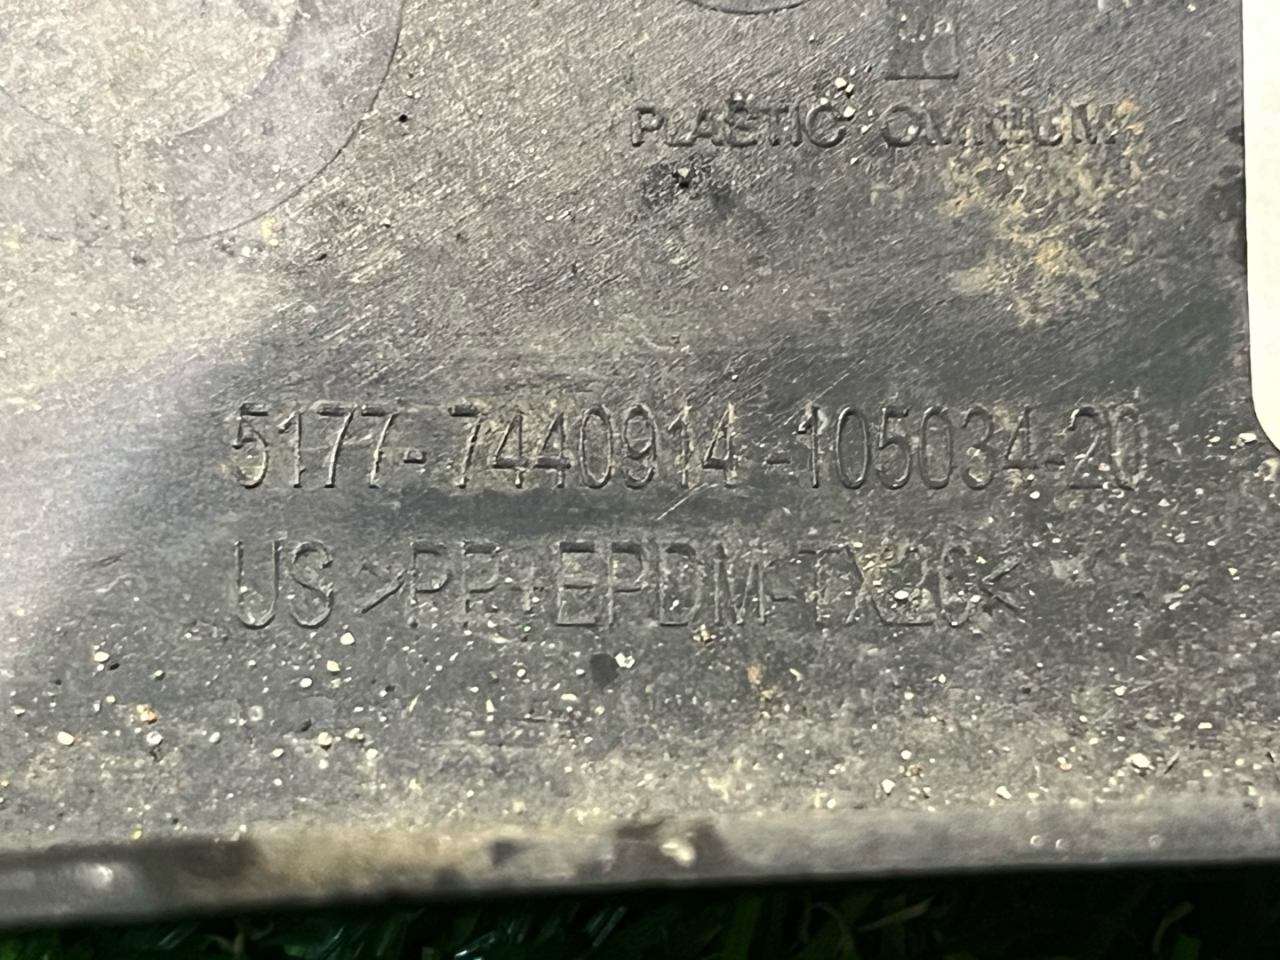 PLASTIC OMNIUM
5177-7440914-105034-20
US >PP+EPDM-TX20<